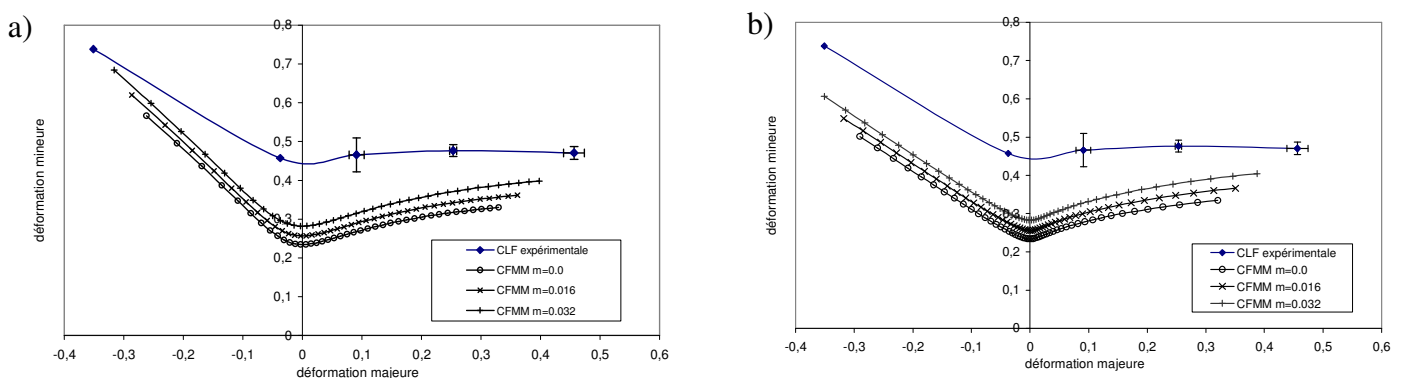 a)
0,8
0,7
0,6
0,5
0,4
0,3
0,2
0,1
0
-0,4 -0,3 -0,2 -0,1 0 0,1 0,2 0,3 0,4 0,5 0,6
déformation majeure
déformation mineure
CLF expérimentale
CFMM m=0.0
CFMM m=0.016
CFMM m=0.032
b)
0,8
0,7
0,6
0,5
0,4
0,3
0,2
0,1
0
-0,4 -0,3 -0,2 -0,1 0 0,1 0,2 0,3 0,4 0,5 0,6
déformation majeure
déformation mineure
CLF expérimentale
CFMM m=0.0
CFMM m=0.016
CFMM m=0.032